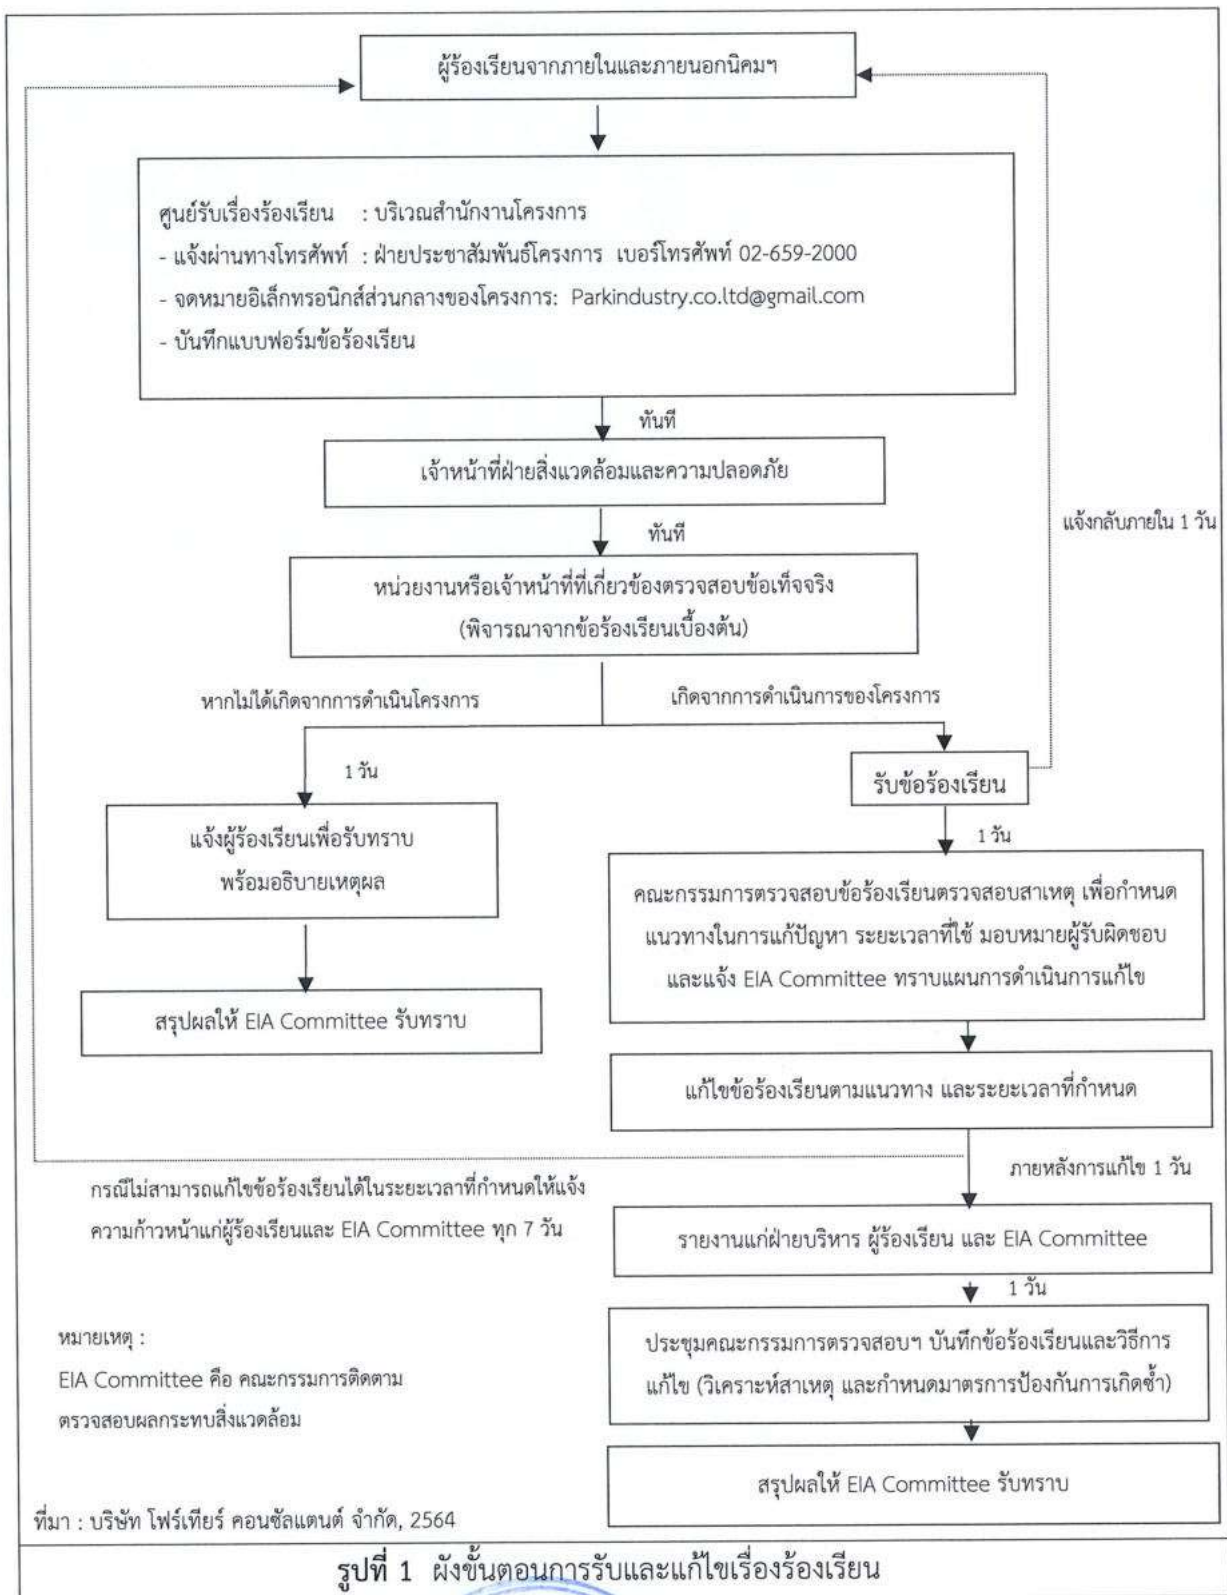 ผู้ร้องเรียนจากภายในและภายนอกนิคมฯ
ศูนย์รับเรื่องร้องเรียน : บริเวณสำนักงานโครงการ
- แจ้งผ่านทางโทรศัพท์ : ฝ่ายประชาสัมพันธ์โครงการ เบอร์โทรศัพท์ 02-659-2000
- จดหมายอิเล็กทรอนิกส์ส่วนกลางของโครงการ: Parkindustry.co.ltd@gmail.com
- บันทึกแบบฟอร์มข้อร้องเรียน
ทันที
เจ้าหน้าที่ฝ่ายสิ่งแวดล้อมและความปลอดภัย
แจ้งกลับภายใน 1 วัน
ทันที
หน่วยงานหรือเจ้าหน้าที่ที่เกี่ยวข้องตรวจสอบข้อเท็จจริง
(พิจารณาจากข้อร้องเรียนเบื้องต้น)
หากไม่ได้เกิดจากการดำเนินโครงการ
เกิดจากการดำเนินการของโครงการ
1 วัน
แจ้งผู้ร้องเรียนเพื่อรับทราบ
พร้อมอธิบายเหตุผล
สรุปผลให้ EIA Committee รับทราบ
รับข้อร้องเรียน
1 วัน
คณะกรรมการตรวจสอบข้อร้องเรียนตรวจสอบสาเหตุ เพื่อกำหนด
แนวทางในการแก้ปัญหา ระยะเวลาที่ใช้ มอบหมายผู้รับผิดชอบ
และแจ้ง EIA Committee ทราบแผนการดำเนินการแก้ไข
แก้ไขข้อร้องเรียนตามแนวทาง และระยะเวลาที่กำหนด
ภายหลังการแก้ไข 1 วัน
กรณีไม่สามารถแก้ไขข้อร้องเรียนได้ในระยะเวลาที่กำหนดให้แจ้ง
ความก้าวหน้าแก่ผู้ร้องเรียนและ EIA Committee ทุก 7 วัน
รายงานแก่ฝ่ายบริหาร ผู้ร้องเรียน และ EIA Committee
1 วัน
ประชุมคณะกรรมการตรวจสอบฯ บันทึกข้อร้องเรียนและวิธีการ
แก้ไข (วิเคราะห์สาเหตุ และกำหนดมาตรการป้องกันการเกิดซ้ำ)
สรุปผลให้ EIA Committee รับทราบ
หมายเหตุ :
EIA Committee คือ คณะกรรมการติดตาม
ตรวจสอบผลกระทบสิ่งแวดล้อม
ที่มา : บริษัท โฟร์เทียร์ คอนซัลแตนต์ จำกัด, 2564
รูปที่ 1 ผังขั้นตอนการรับและแก้ไขเรื่องร้องเรียน